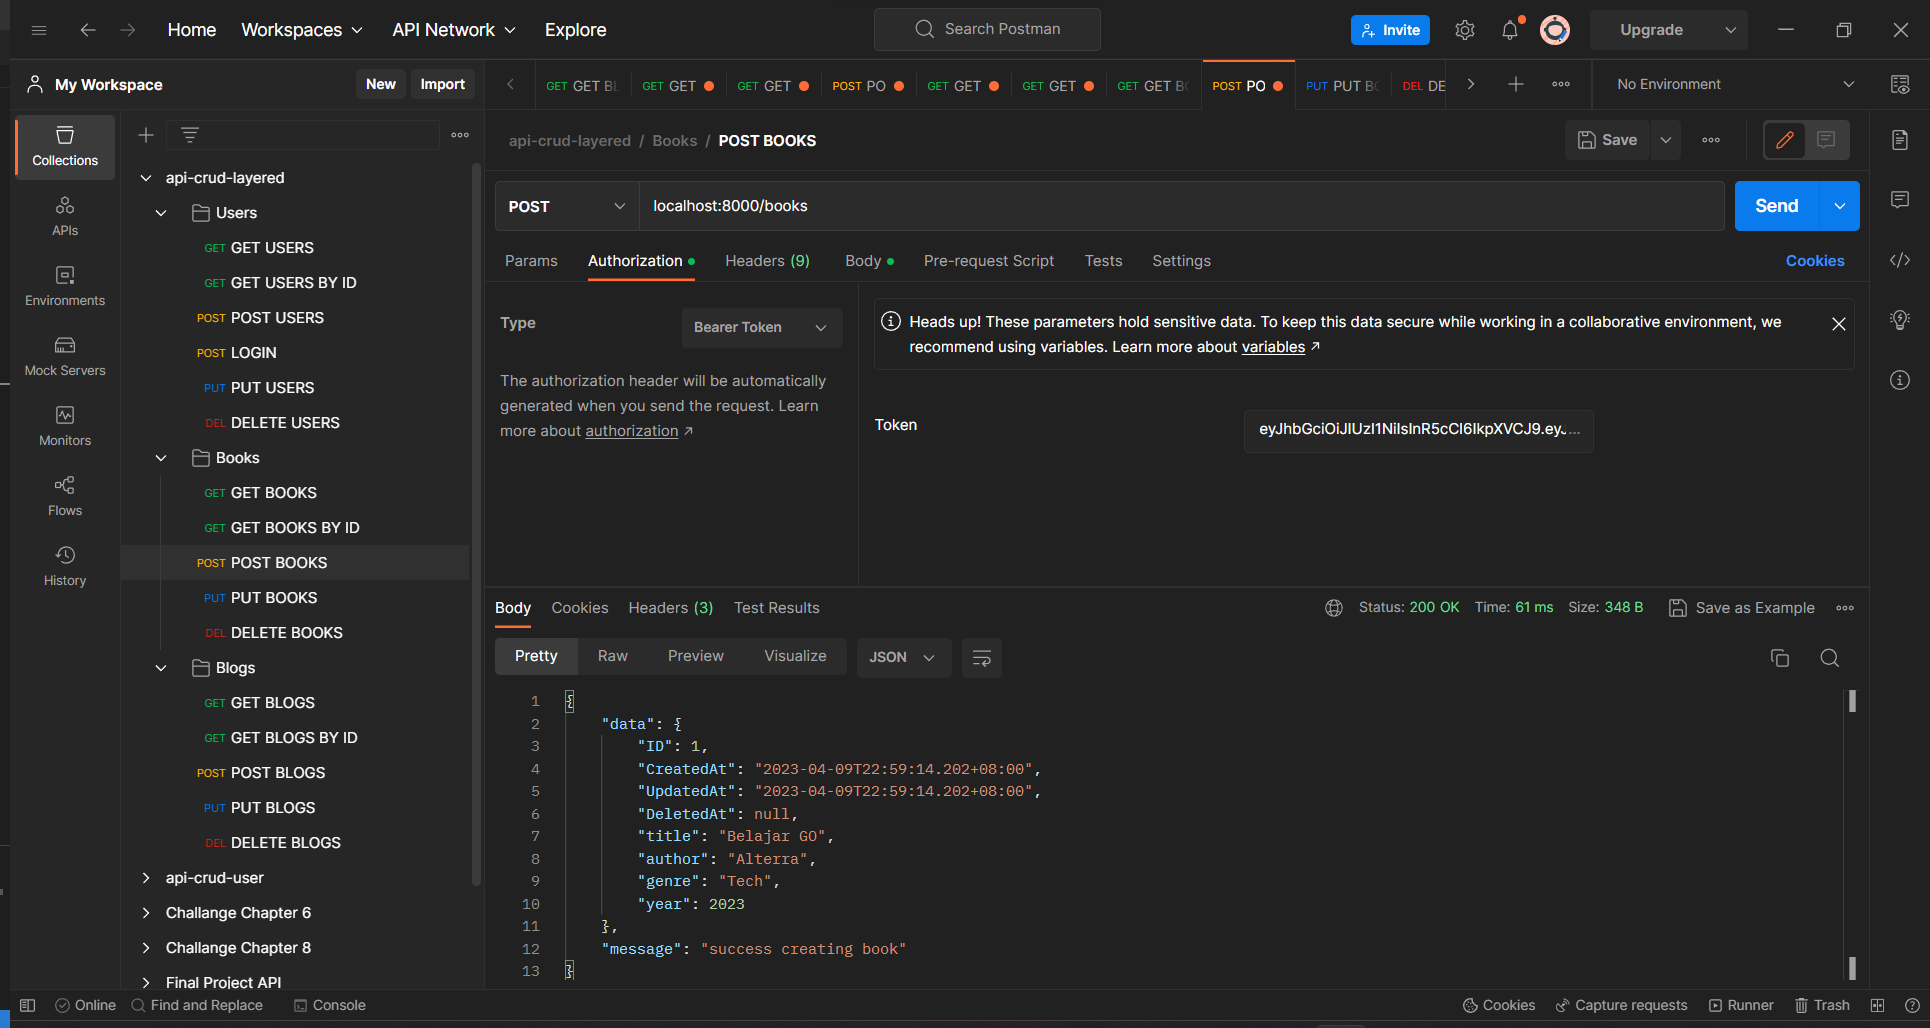 Home Workspaces API Network Explore Search Postman Invite Upgrade
My Workspace New Import GET GET BL GET GET GET GET POST PO GET GET GET GET GET GET BO POST PO PUT PUT BO DEL DE No Environment
Collections
APIs
Environments
Mock Servers
Monitors
Flows
History
api-crud-layered
Users
GET GET USERS
GET GET USERS BY ID
POST POST USERS
POST LOGIN
PUT PUT USERS
DEL DELETE USERS
Books
GET GET BOOKS
GET GET BOOKS BY ID
POST POST BOOKS
PUT PUT BOOKS
DEL DELETE BOOKS
Blogs
GET GET BLOGS
GET GET BLOGS BY ID
POST POST BLOGS
PUT PUT BLOGS
DEL DELETE BLOGS
api-crud-user
Challange Chapter 6
Challange Chapter 8
Final Project API
api-crud-layered / Books / POST BOOKS Save
POST localhost:8000/books Send
Params Authorization Headers (9) Body Pre-request Script Tests Settings Cookies
Type Bearer Token
The authorization header will be automatically
generated when you send the request. Learn
more about authorization ↗
Heads up! These parameters hold sensitive data. To keep this data secure while working in a collaborative environment, we
recommend using variables. Learn more about variables ↗
Token eyJhbGciOiJIUzI1NiIsInR5cCI6IkpXVCJ9.eyJ...
Body Cookies Headers (3) Test Results Status: 200 OK Time: 61 ms Size: 348 B Save as Example
Pretty Raw Preview Visualize JSON
1 {
2 "data": {
3 "ID": 1,
4 "CreatedAt": "2023-04-09T22:59:14.202+08:00",
5 "UpdatedAt": "2023-04-09T22:59:14.202+08:00",
6 "DeletedAt": null,
7 "title": "Belajar GO",
8 "author": "Alterra",
9 "genre": "Tech",
10 "year": 2023
11 },
12 "message": "success creating book"
13 }
Online Find and Replace Console Cookies Capture requests Runner Trash